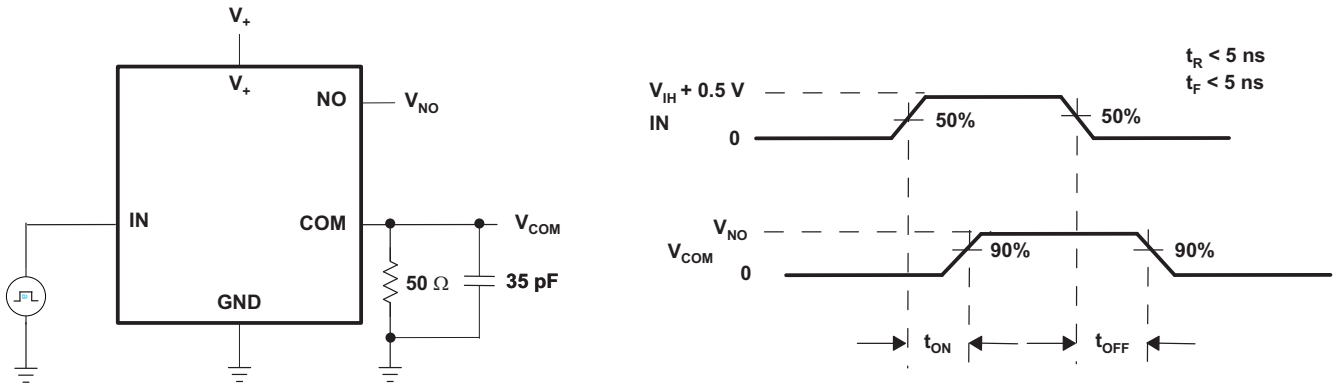 V+
V+
NO
VNO
IN
COM
VCOM
50 Ω
35 pF
GND
tR < 5 ns
tF < 5 ns
VIH + 0.5 V
IN
0
50%
50%
VNO
VCOM
0
90%
90%
tON
tOFF